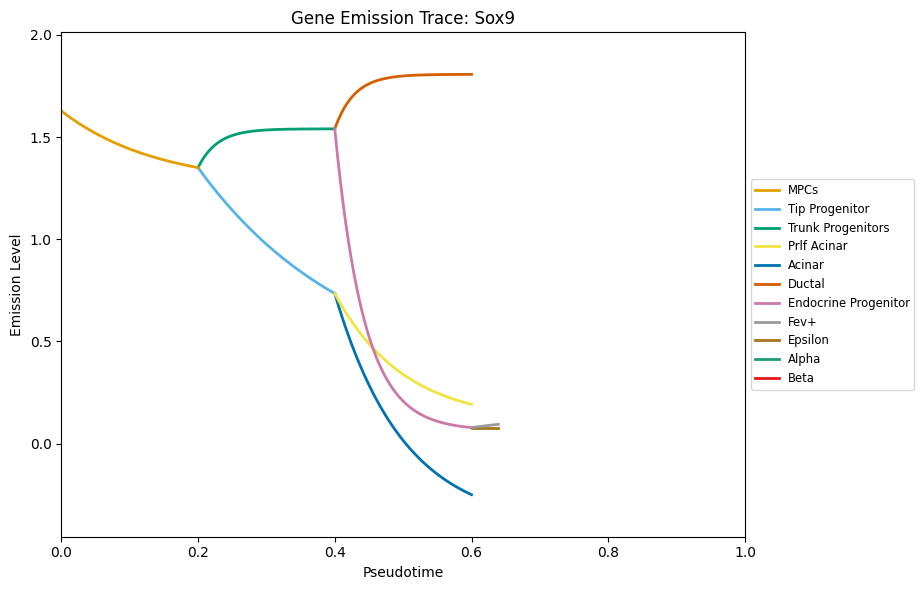 Gene Emission Trace: Sox9
2.0
1.5
1.0
0.5
0.0
Emission Level
0.0 0.2 0.4 0.6 0.8 1.0
Pseudotime
MPCs
Tip Progenitor
Trunk Progenitors
Prlf Acinar
Acinar
Ductal
Endocrine Progenitor
Fev+
Epsilon
Alpha
Beta